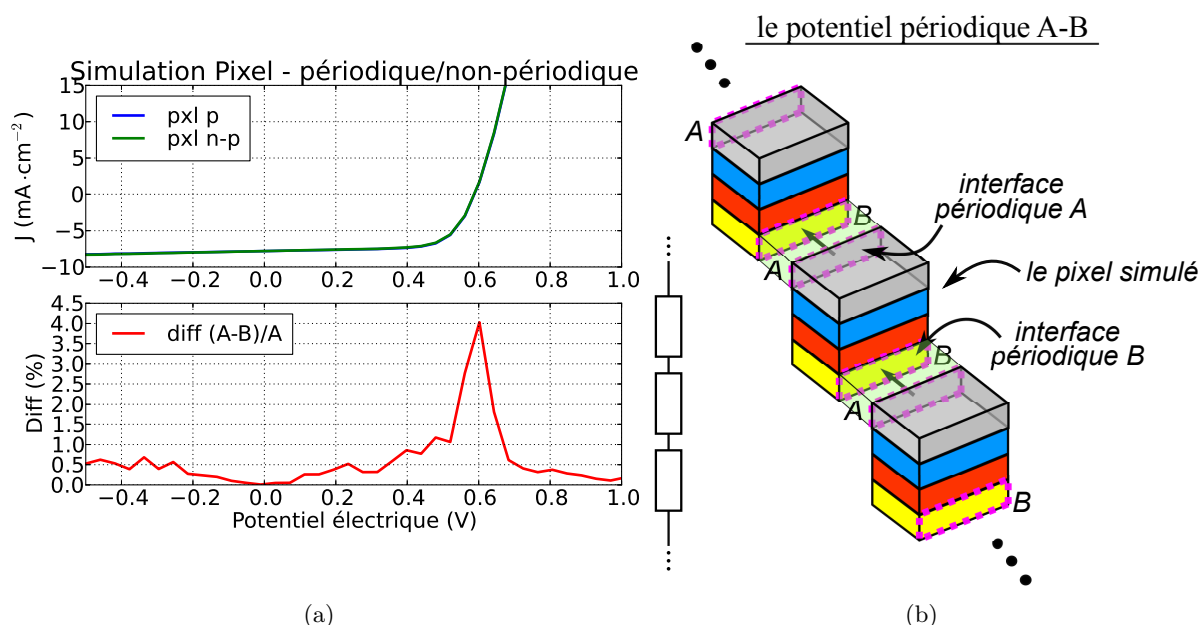 le potentiel périodique A-B
Simulation Pixel - périodique/non-périodique
15
10
5
0
−5
−10
J (mA·cm⁻²)
pxl p
pxl n-p
−0.4 −0.2 0.0 0.2 0.4 0.6 0.8 1.0
4.5
4.0
3.5
3.0
2.5
2.0
1.5
1.0
0.5
0.0
Diff (%)
diff (A-B)/A
−0.4 −0.2 0.0 0.2 0.4 0.6 0.8 1.0
Potentiel électrique (V)
(a)
A
B
interface
périodique A
A
le pixel simulé
B
interface
périodique B
A
B
(b)